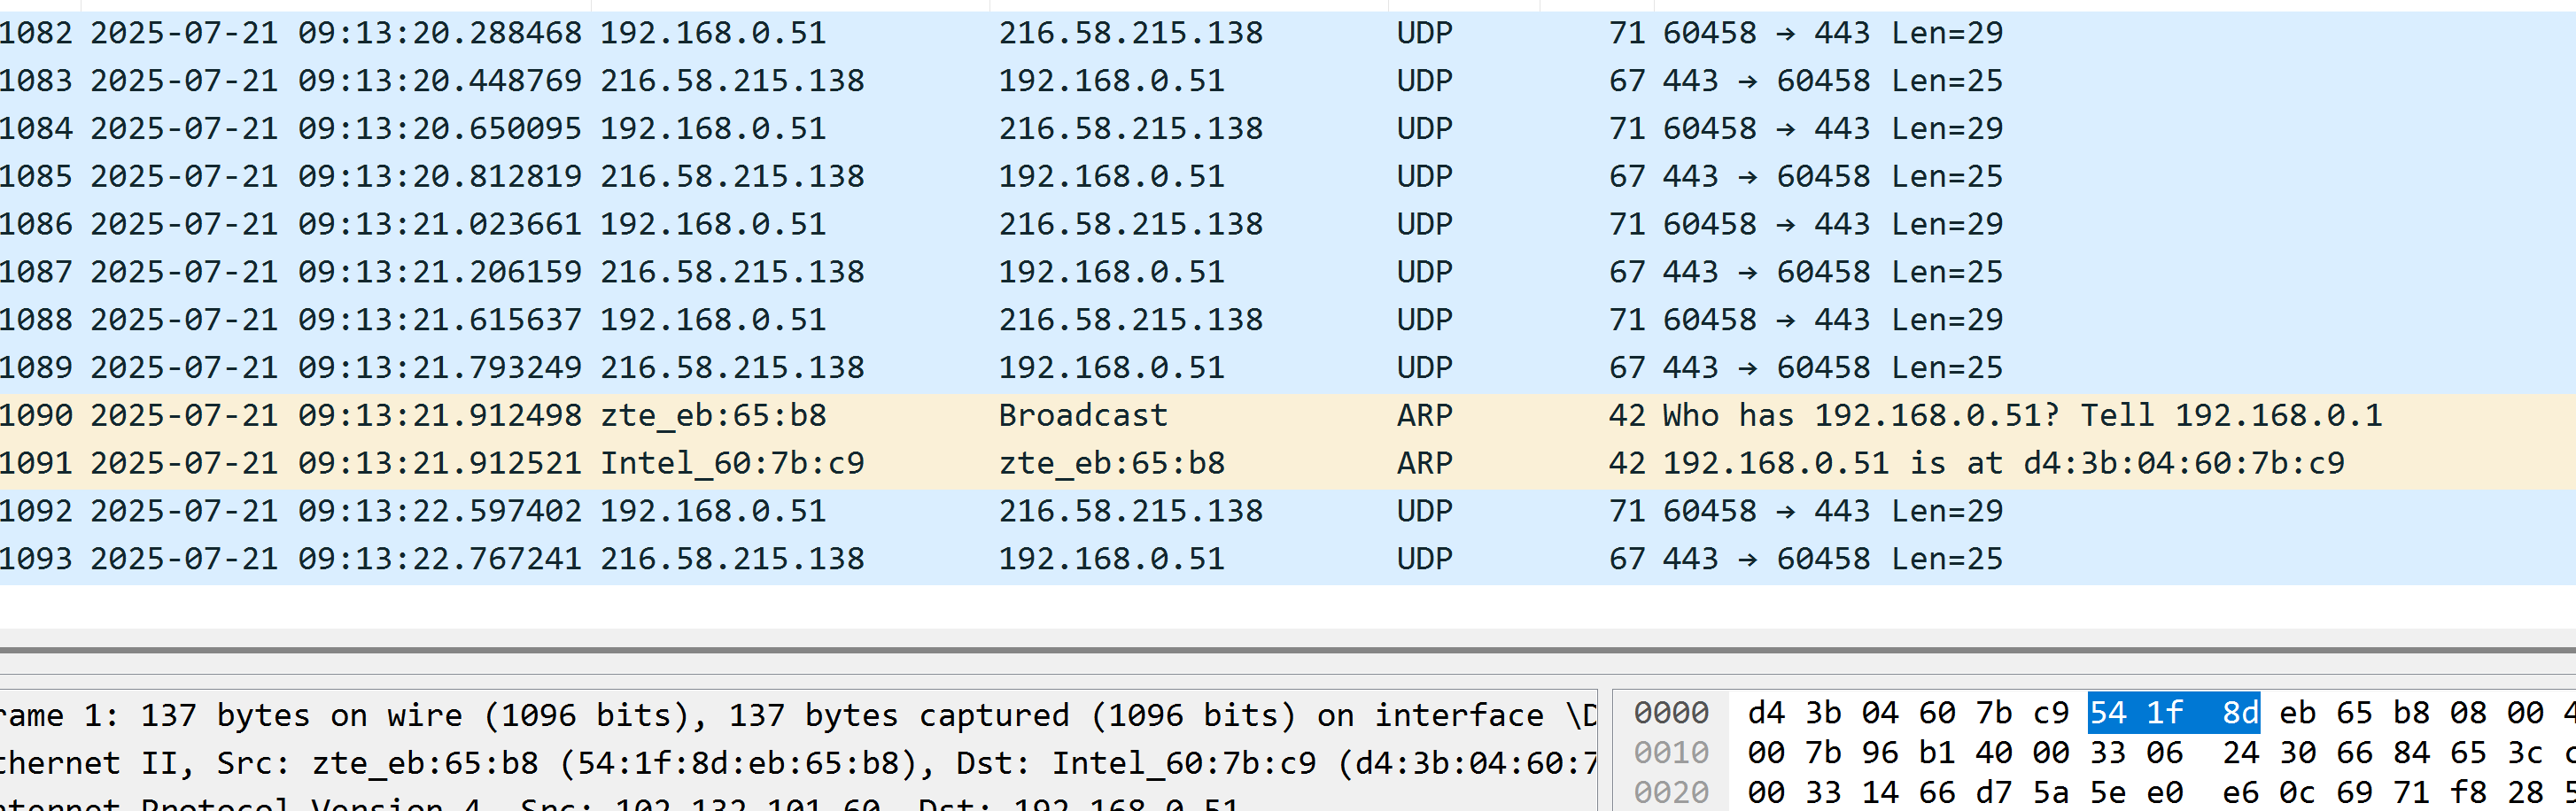 1082 2025-07-21 09:13:20.288468 192.168.0.51 216.58.215.138 UDP 71 60458 → 443 Len=29
1083 2025-07-21 09:13:20.448769 216.58.215.138 192.168.0.51 UDP 67 443 → 60458 Len=25
1084 2025-07-21 09:13:20.650095 192.168.0.51 216.58.215.138 UDP 71 60458 → 443 Len=29
1085 2025-07-21 09:13:20.812819 216.58.215.138 192.168.0.51 UDP 67 443 → 60458 Len=25
1086 2025-07-21 09:13:21.023661 192.168.0.51 216.58.215.138 UDP 71 60458 → 443 Len=29
1087 2025-07-21 09:13:21.206159 216.58.215.138 192.168.0.51 UDP 67 443 → 60458 Len=25
1088 2025-07-21 09:13:21.615637 192.168.0.51 216.58.215.138 UDP 71 60458 → 443 Len=29
1089 2025-07-21 09:13:21.793249 216.58.215.138 192.168.0.51 UDP 67 443 → 60458 Len=25
1090 2025-07-21 09:13:21.912498 zte_eb:65:b8 Broadcast ARP 42 Who has 192.168.0.51? Tell 192.168.0.1
1091 2025-07-21 09:13:21.912521 Intel_60:7b:c9 zte_eb:65:b8 ARP 42 192.168.0.51 is at d4:3b:04:60:7b:c9
1092 2025-07-21 09:13:22.597402 192.168.0.51 216.58.215.138 UDP 71 60458 → 443 Len=29
1093 2025-07-21 09:13:22.767241 216.58.215.138 192.168.0.51 UDP 67 443 → 60458 Len=25
rame 1: 137 bytes on wire (1096 bits), 137 bytes captured (1096 bits) on interface \D
thernet II, Src: zte_eb:65:b8 (54:1f:8d:eb:65:b8), Dst: Intel_60:7b:c9 (d4:3b:04:60:7
nternet Protocol Version 4, Src: 102.132.101.60, Dst: 192.168.0.51
0000 d4 3b 04 60 7b c9 54 1f 8d eb 65 b8 08 00 4
0010 00 7b 96 b1 40 00 33 06 24 30 66 84 65 3c c
0020 00 33 14 66 d7 5a 5e e0 e6 0c 69 71 f8 28 5